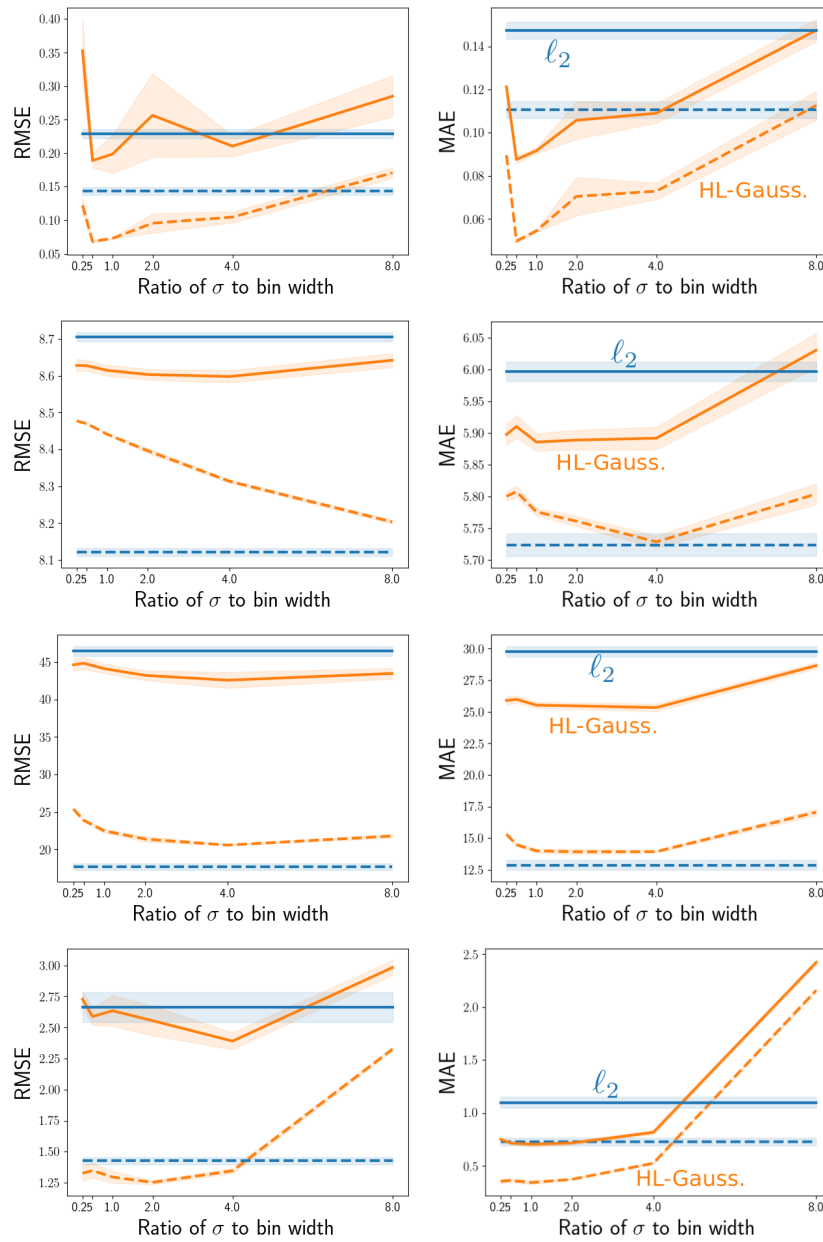 RMSE
0.40
0.35
0.30
0.25
0.20
0.15
0.10
0.05
0.25 1.0 2.0 4.0 8.0
Ratio of σ to bin width
MAE
0.14
0.12
0.10
0.08
0.06
ℓ2
HL-Gauss.
0.25 1.0 2.0 4.0 8.0
Ratio of σ to bin width
RMSE
8.7
8.6
8.5
8.4
8.3
8.2
8.1
0.25 1.0 2.0 4.0 8.0
Ratio of σ to bin width
MAE
6.05
6.00
5.95
5.90
5.85
5.80
5.75
5.70
ℓ2
HL-Gauss.
0.25 1.0 2.0 4.0 8.0
Ratio of σ to bin width
RMSE
45
40
35
30
25
20
0.25 1.0 2.0 4.0 8.0
Ratio of σ to bin width
MAE
30.0
27.5
25.0
22.5
20.0
17.5
15.0
12.5
ℓ2
HL-Gauss.
0.25 1.0 2.0 4.0 8.0
Ratio of σ to bin width
RMSE
3.00
2.75
2.50
2.25
2.00
1.75
1.50
1.25
0.25 1.0 2.0 4.0 8.0
Ratio of σ to bin width
MAE
2.5
2.0
1.5
1.0
0.5
ℓ2
HL-Gauss.
0.25 1.0 2.0 4.0 8.0
Ratio of σ to bin width